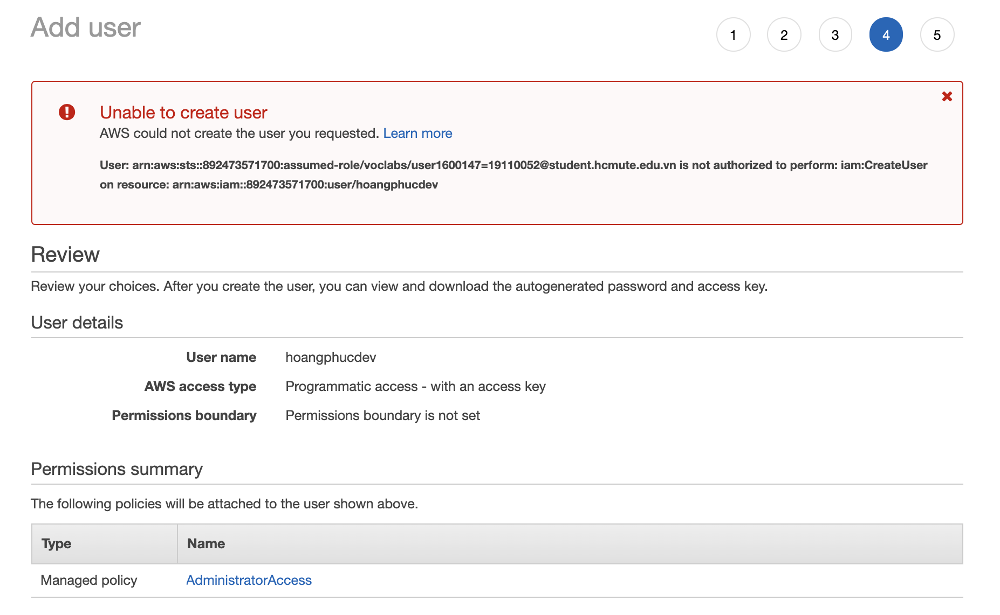 Add user
1 2 3 4 5
Unable to create user
AWS could not create the user you requested. Learn more
User: arn:aws:sts::892473571700:assumed-role/voclabs/user1600147=19110052@student.hcmute.edu.vn is not authorized to perform: iam:CreateUser
on resource: arn:aws:iam::892473571700:user/hoangphucdev
Review
Review your choices. After you create the user, you can view and download the autogenerated password and access key.
User details
User name hoangphucdev
AWS access type Programmatic access - with an access key
Permissions boundary Permissions boundary is not set
Permissions summary
The following policies will be attached to the user shown above.
Type Name
Managed policy AdministratorAccess